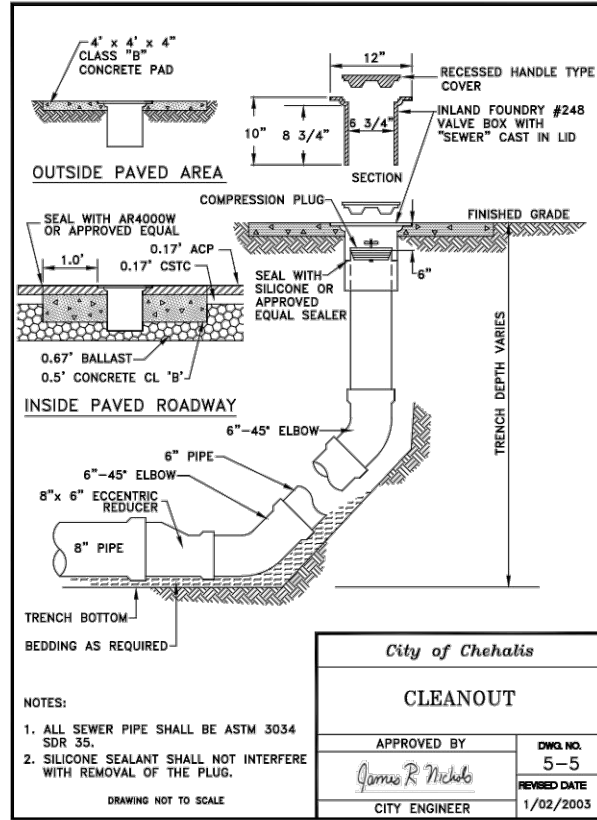 4' x 4' x 4"
CLASS "B"
CONCRETE PAD
OUTSIDE PAVED AREA
12"
RECESSED HANDLE TYPE
COVER
INLAND FOUNDRY #248
VALVE BOX WITH
"SEWER" CAST IN LID
10"
8 3/4"
6 3/4"
SECTION
COMPRESSION PLUG
FINISHED GRADE
SEAL WITH AR4000W
OR APPROVED EQUAL
0.17' ACP
1.0'
0.17' CSTC
SEAL WITH
SILICONE OR
APPROVED
EQUAL SEALER
6"
0.67' BALLAST
0.5' CONCRETE CL 'B'
INSIDE PAVED ROADWAY
TRENCH DEPTH VARIES
6"-45° ELBOW
6" PIPE
6"-45° ELBOW
8"x 6" ECCENTRIC
REDUCER
8" PIPE
TRENCH BOTTOM
BEDDING AS REQUIRED
NOTES:
1. ALL SEWER PIPE SHALL BE ASTM 3034
SDR 35.
2. SILICONE SEALANT SHALL NOT INTERFERE
WITH REMOVAL OF THE PLUG.
DRAWING NOT TO SCALE
City of Chehalis
CLEANOUT
APPROVED BY
James R Nichols
CITY ENGINEER
DWG. NO.
5-5
REVISED DATE
1/02/2003